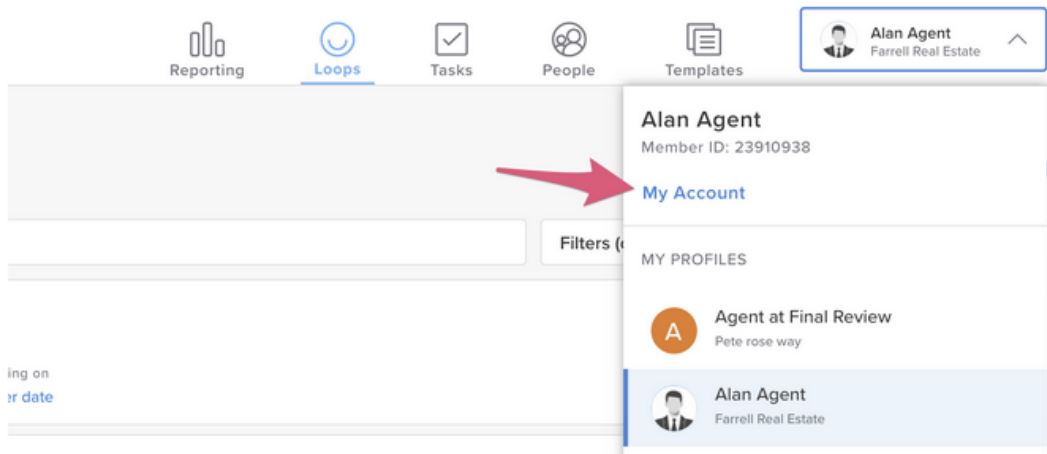 Reporting
Loops
Tasks
People
Templates
Alan Agent
Farrell Real Estate
Alan Agent
Member ID: 23910938
My Account
Filters (
MY PROFILES
A
Agent at Final Review
Pete rose way
ing on
er date
Alan Agent
Farrell Real Estate